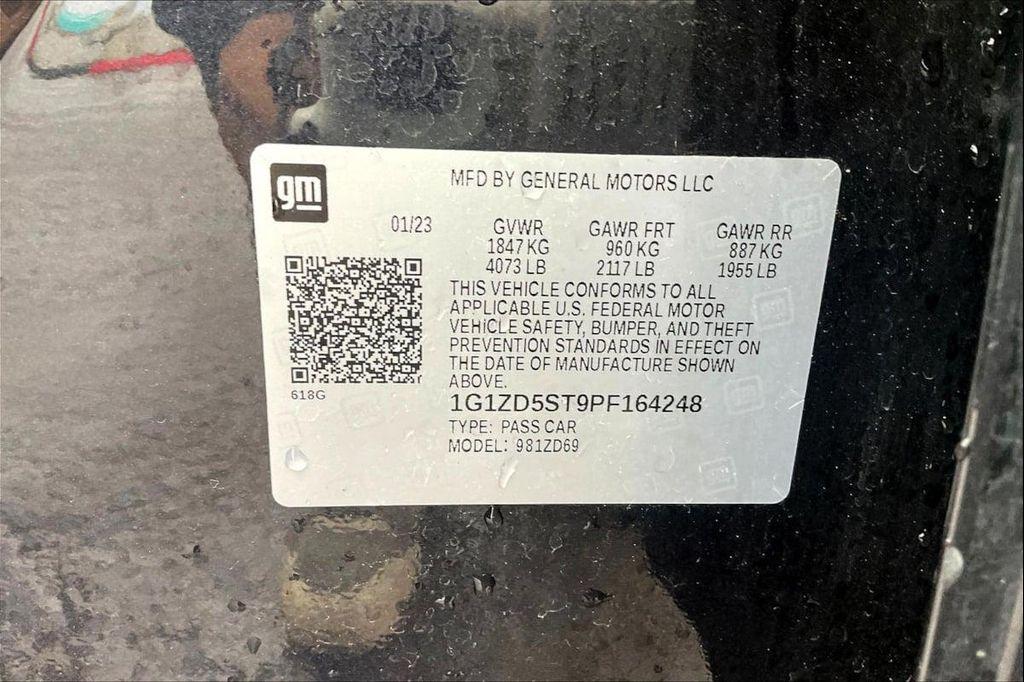 gm
MFD BY GENERAL MOTORS LLC
01/23 GVWR GAWR FRT GAWR RR
1847 KG 960 KG 887 KG
4073 LB 2117 LB 1955 LB
THIS VEHICLE CONFORMS TO ALL
APPLICABLE U.S. FEDERAL MOTOR
VEHICLE SAFETY, BUMPER, AND THEFT
PREVENTION STANDARDS IN EFFECT ON
THE DATE OF MANUFACTURE SHOWN
ABOVE.
618G
1G1ZD5ST9PF164248
TYPE: PASS CAR
MODEL: 981ZD69